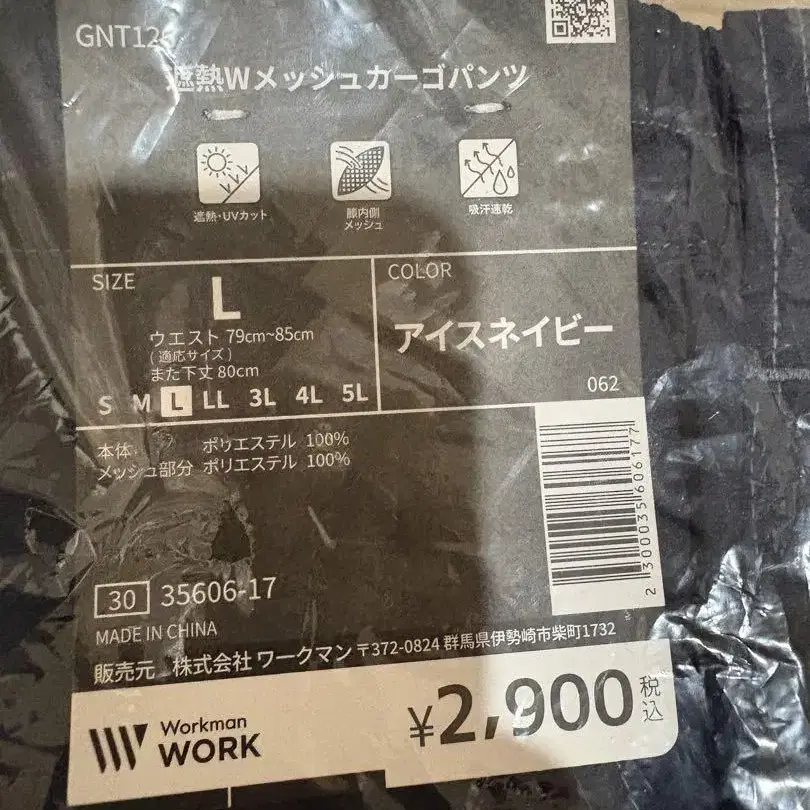 GNT126
遮熱Wメッシュカーゴパンツ
遮熱・UVカット
膝内側
メッシュ
吸汗速乾
SIZE
L
ウエスト 79cm~85cm
(適応サイズ)
また下丈 80cm
S M L LL 3L 4L 5L
COLOR
アイスネイビー
062
本体 ポリエステル 100%
メッシュ部分 ポリエステル 100%
2300035606177
30 35606-17
MADE IN CHINA
販売元 株式会社 ワークマン 〒372-0824 群馬県伊勢崎市柴町1732
Workman
WORK
¥2,900 税込